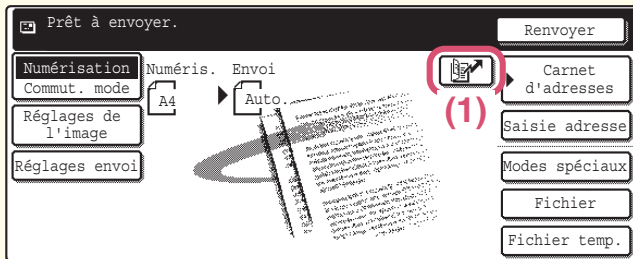 Prêt à envoyer.
Renvoyer
Numérisation
Commut. mode
Numéris.
Envoi
A4
Auto.
(1)
Carnet
d'adresses
Réglages de
l'image
Saisie adresse
Réglages envoi
Modes spéciaux
Fichier
Fichier temp.